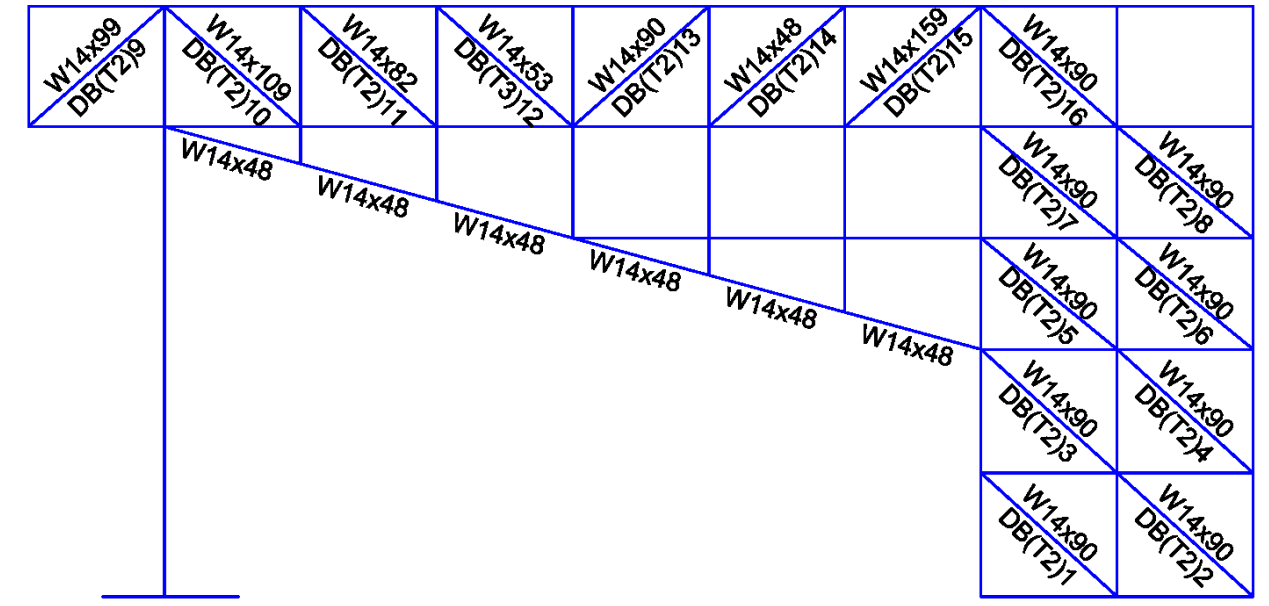 W14x99
DB(T2)9
W14x109
DB(T2)10
W14x82
DB(T2)11
W14x53
DB(T3)12
W14x90
DB(T2)13
W14x48
DB(T2)14
W14x159
DB(T2)15
W14x90
DB(T2)16
W14x48
W14x48
W14x48
W14x48
W14x48
W14x48
W14x90
DB(T2)7
W14x90
DB(T2)8
W14x90
DB(T2)5
W14x90
DB(T2)6
W14x90
DB(T2)3
W14x90
DB(T2)4
W14x90
DB(T2)1
W14x90
DB(T2)2